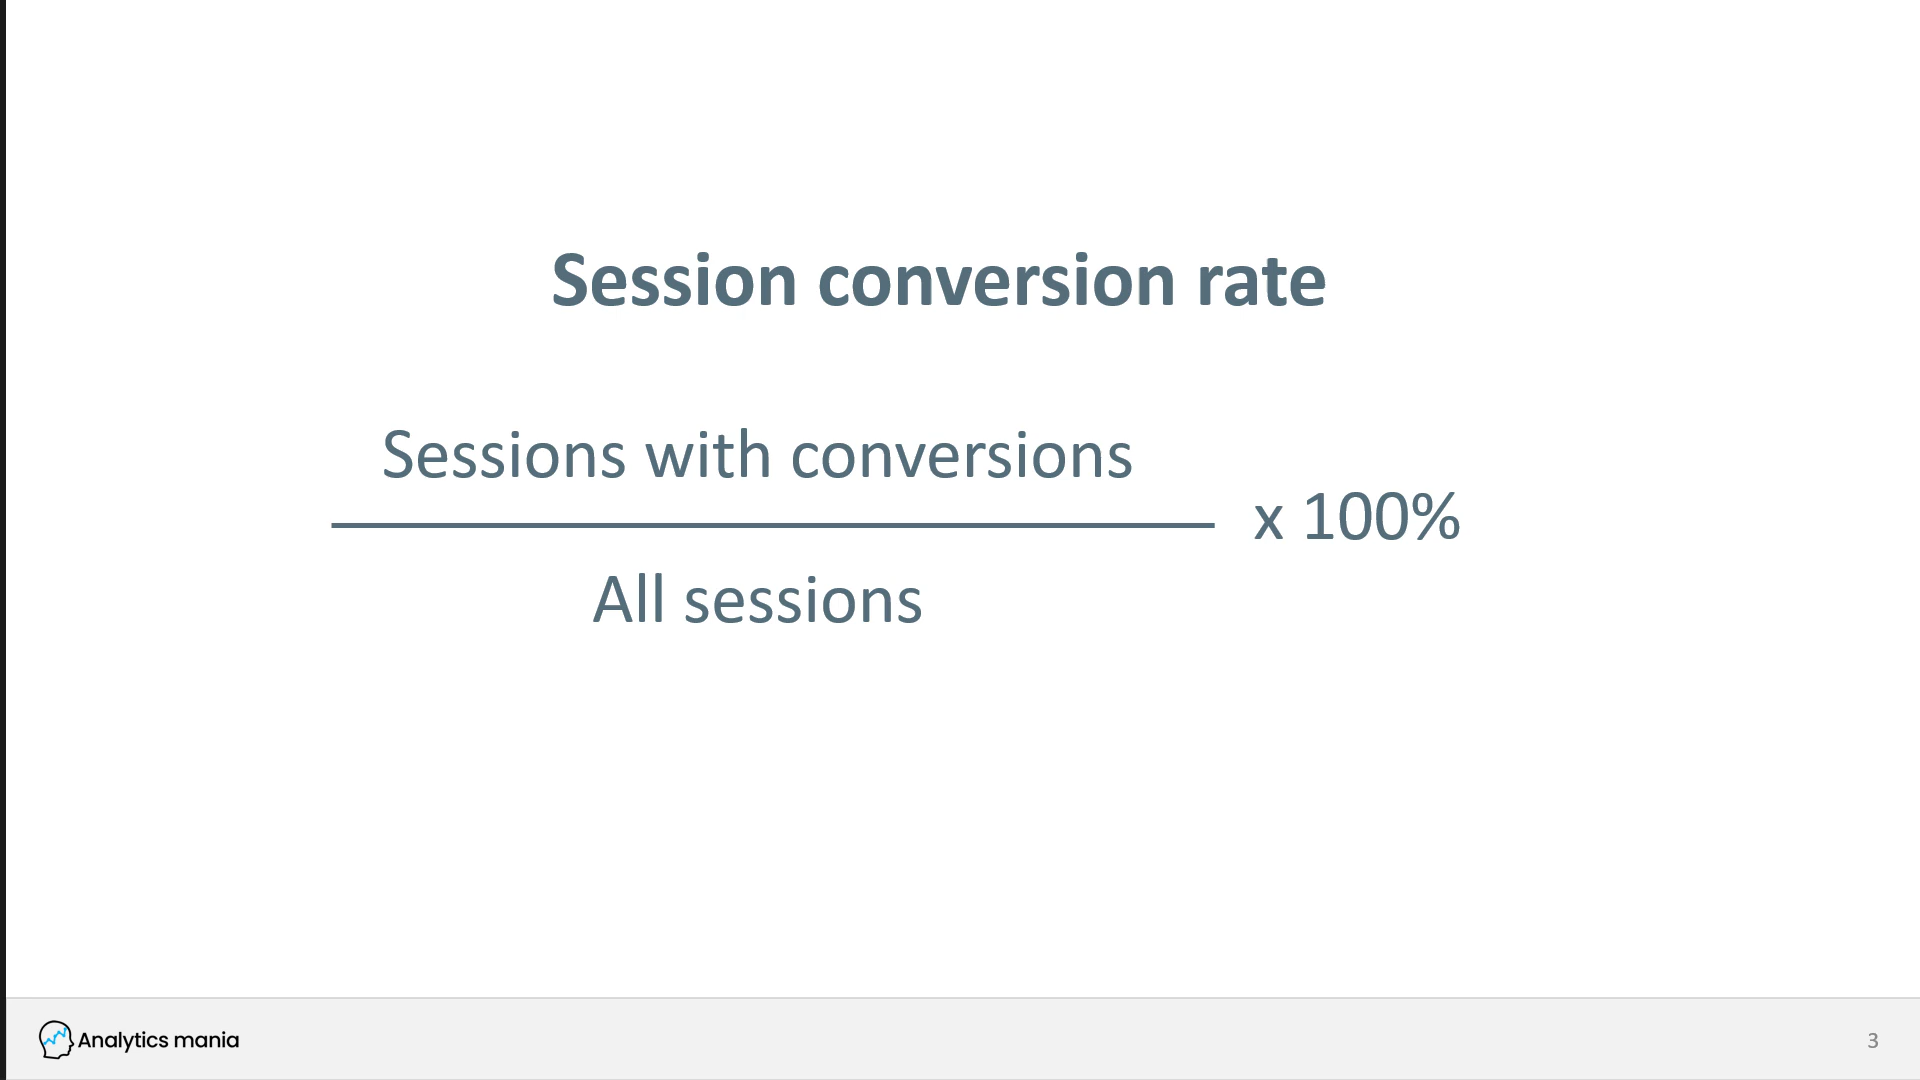 Session conversion rate
Sessions with conversions
x 100%
All sessions
Analytics mania
3